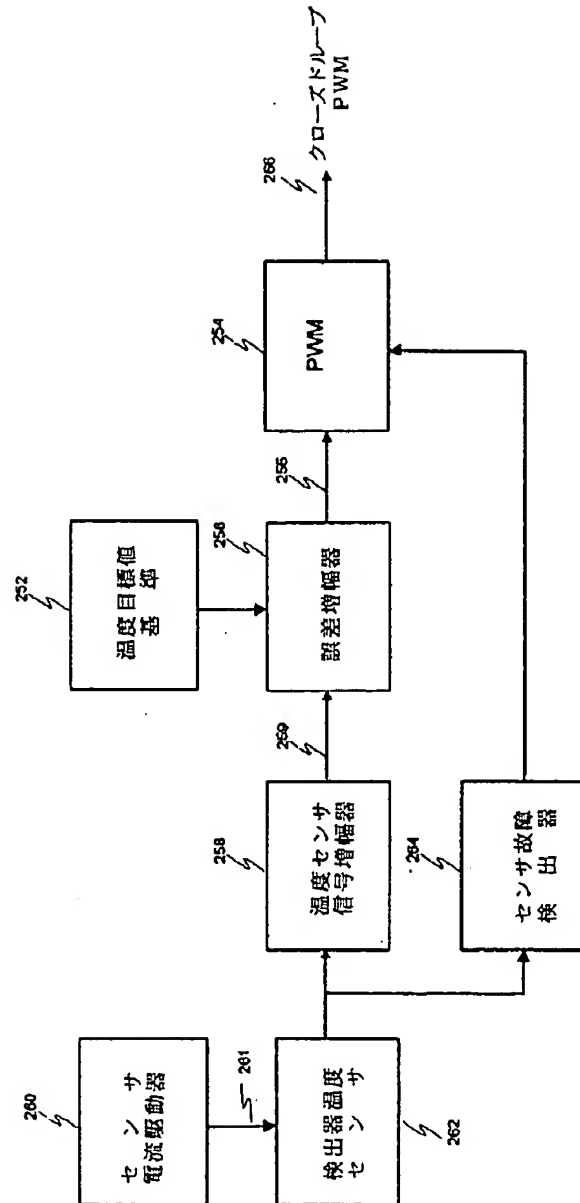 260
センサ
電流駆動器
261
検出器温度
センサ
262
258
温度センサ
信号増幅器
259
264
センサ故障
検出器
252
温度目標値
基準
258
誤差増幅器
256
254
PWM
266
クローズドループ
PWM